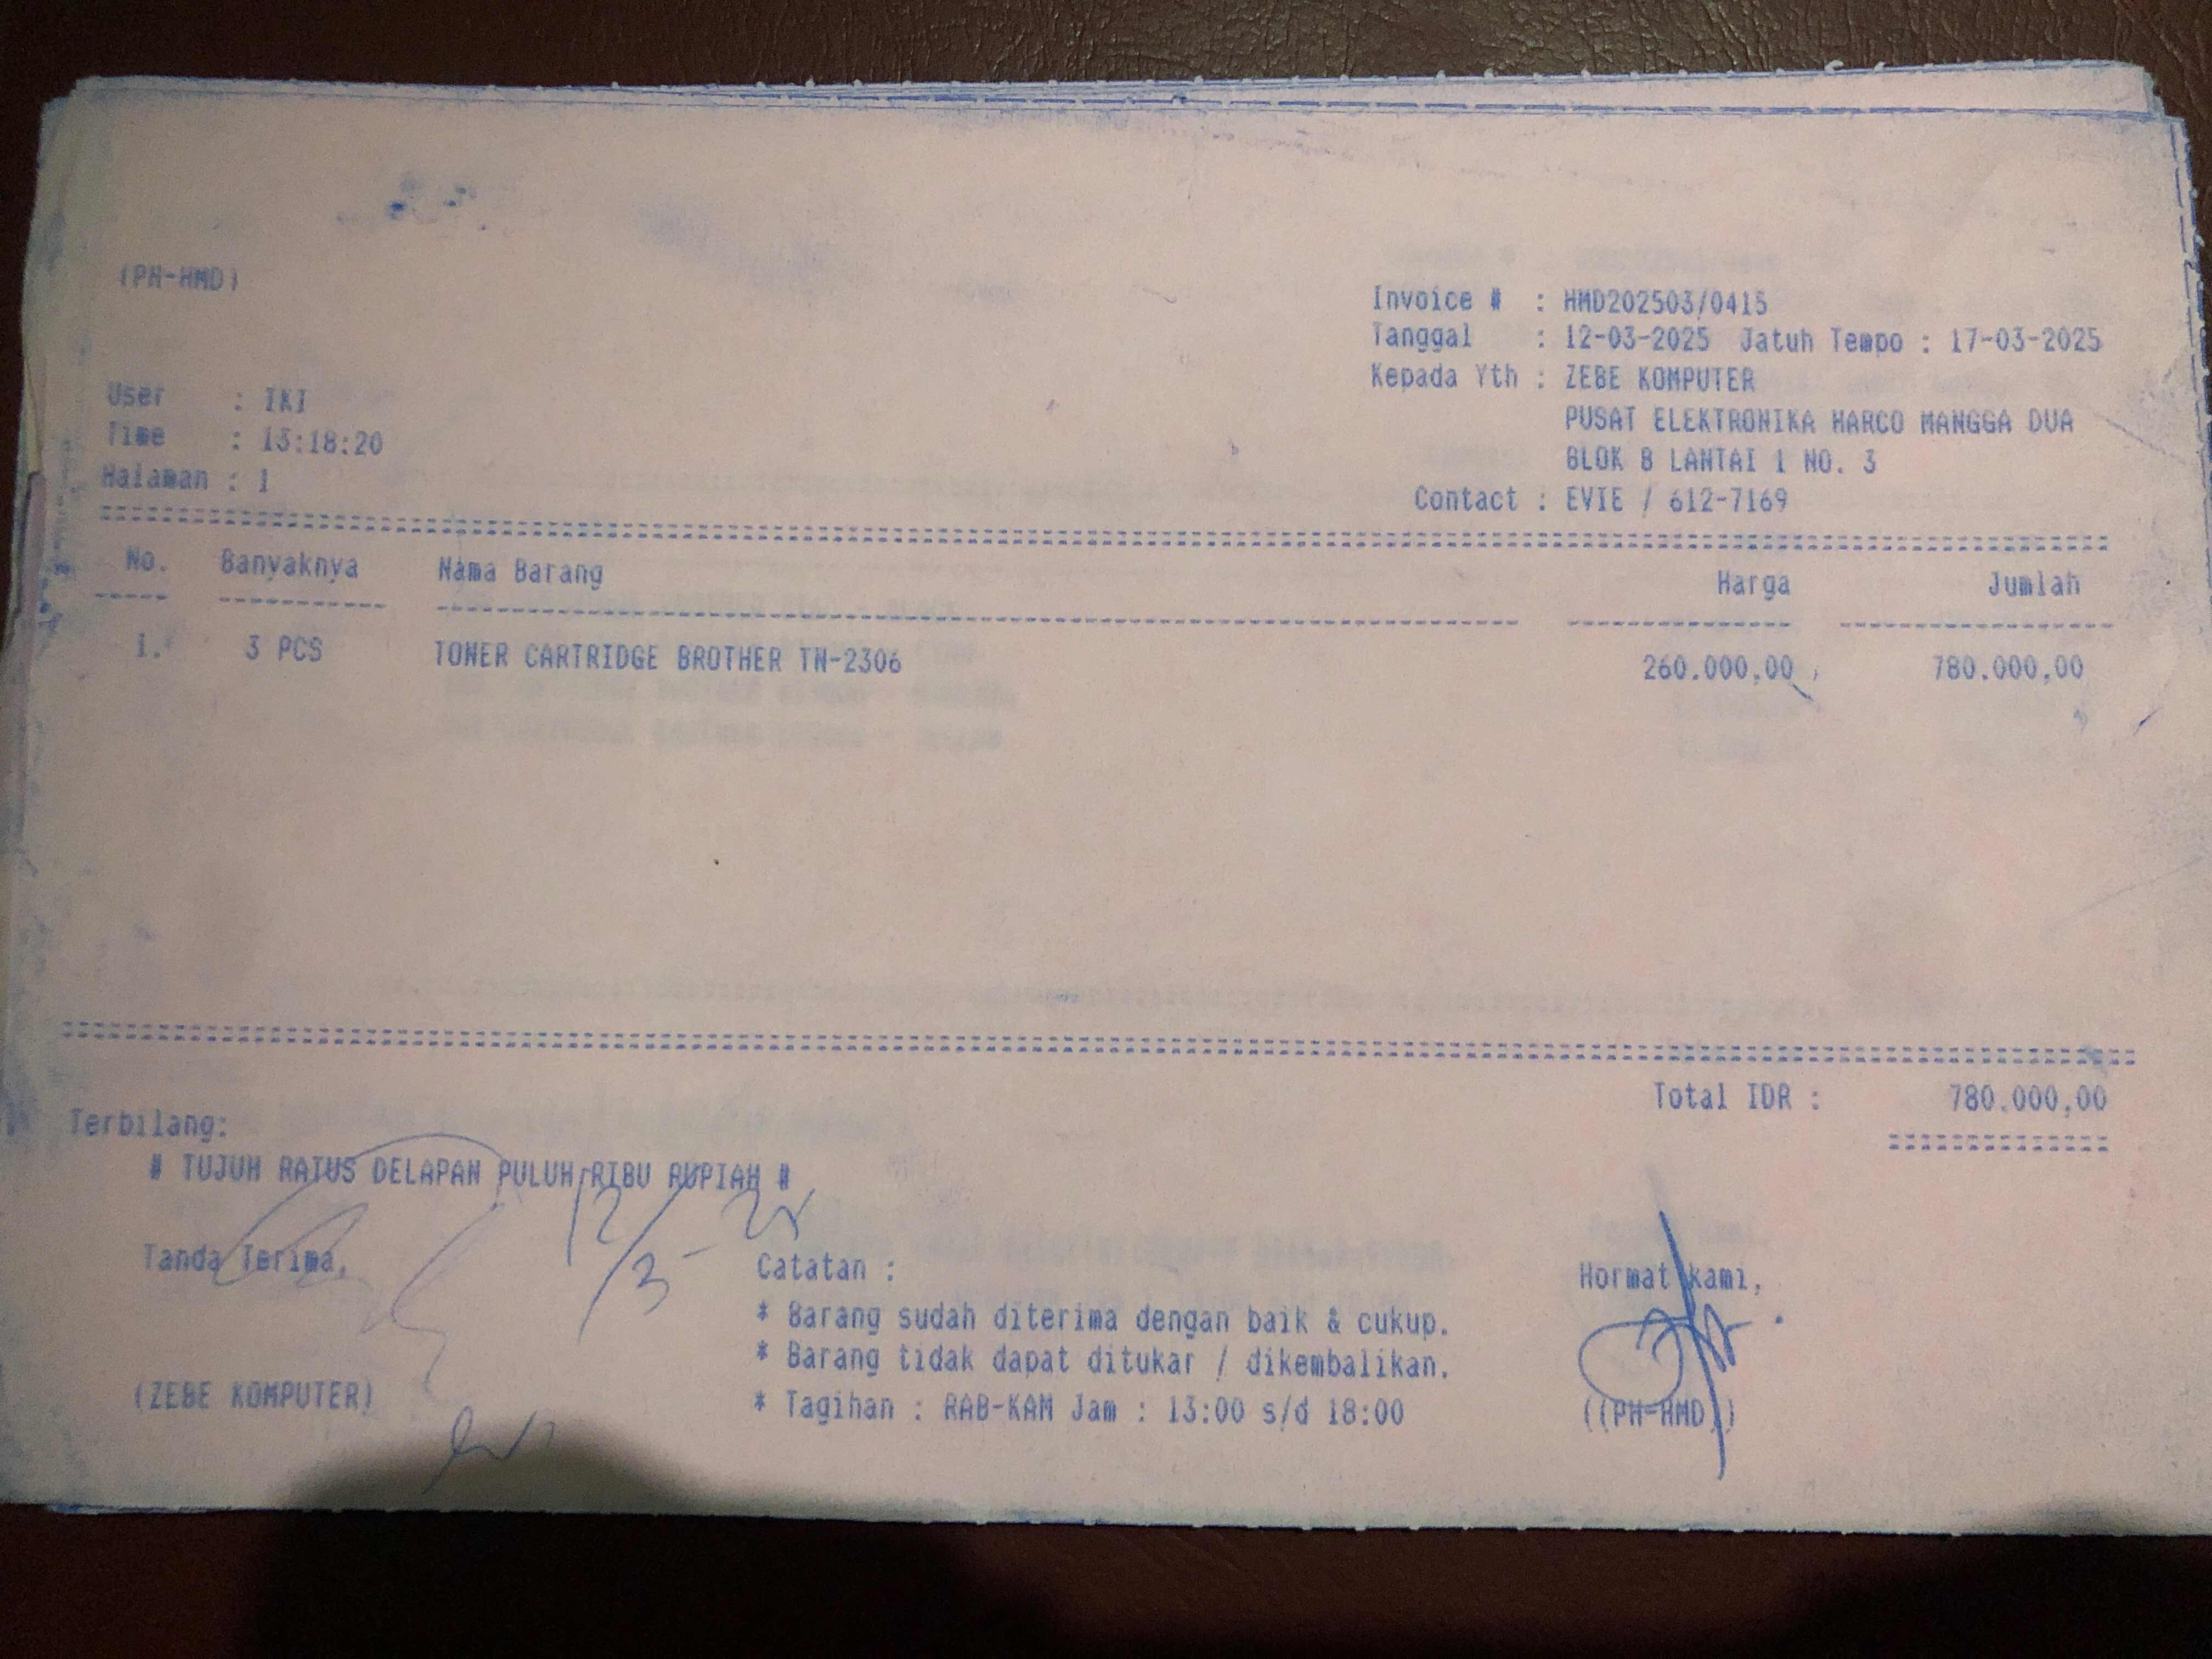 (PH-HMD)
Invoice # : HMD202503/0415
Tanggal : 12-03-2025 Jatuh Tempo : 17-03-2025
Kepada Yth : ZEBE KOMPUTER
PUSAT ELEKTRONIKA HARCO MANGGA DUA
BLOK B LANTAI 1 NO. 3
Contact : EVIE / 612-7169
User : IKI
Time : 13:18:20
Halaman : 1
No. Banyaknya Nama Barang Harga Jumlah
1. 3 PCS TONER CARTRIDGE BROTHER TN-2306 260.000,00 780.000,00
Total IDR : 780.000,00
Terbilang:
# TUJUH RATUS DELAPAN PULUH RIBU RUPIAH #
12/3-25
Tanda Terima,
Catatan :
Hormat kami,
* Barang sudah diterima dengan baik & cukup.
* Barang tidak dapat ditukar / dikembalikan.
* Tagihan : RAB-KAM Jam : 13:00 s/d 18:00
(ZEBE KOMPUTER)
((PH-HMD))